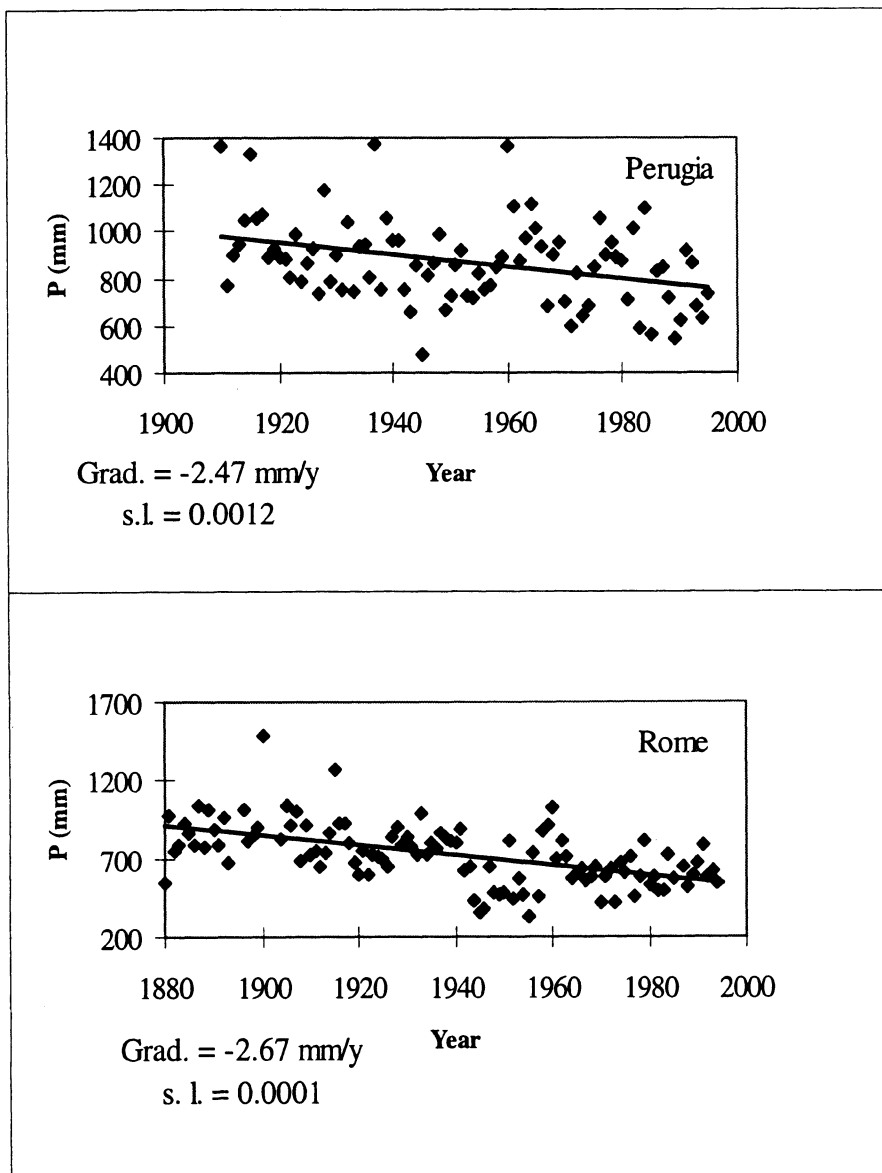 1400
Perugia
1200
1000
800
600
400
P (mm)
1900 1920 1940 1960 1980 2000
Grad. = -2.47 mm/y
Year
s.l. = 0.0012
1700
Rome
1200
700
200
P (mm)
1880 1900 1920 1940 1960 1980 2000
Grad. = -2.67 mm/y
Year
s. l. = 0.0001